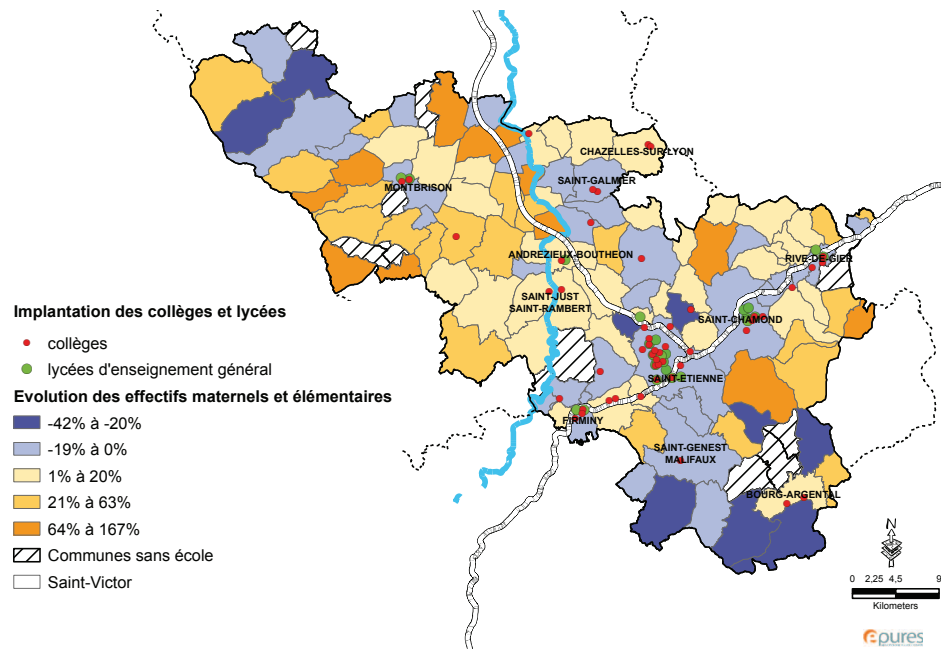 CHAZELLES-SUR-LYON
SAINT-GALMIER
MONTBRISON
ANDREZIEUX-BOUTHEON
RIVE-DE-GIER
SAINT-JUST
SAINT-RAMBERT
SAINT-CHAMOND
SAINT-ETIENNE
FIRMINY
SAINT-GENEST
MALIFAUX
BOURG-ARGENTAL
Implantation des collèges et lycées
collèges
lycées d'enseignement général
Evolution des effectifs maternels et élémentaires
-42% à -20%
-19% à 0%
1% à 20%
21% à 63%
64% à 167%
Communes sans école
Saint-Victor
N
0 2,25 4,5 9
Kilometers
epures